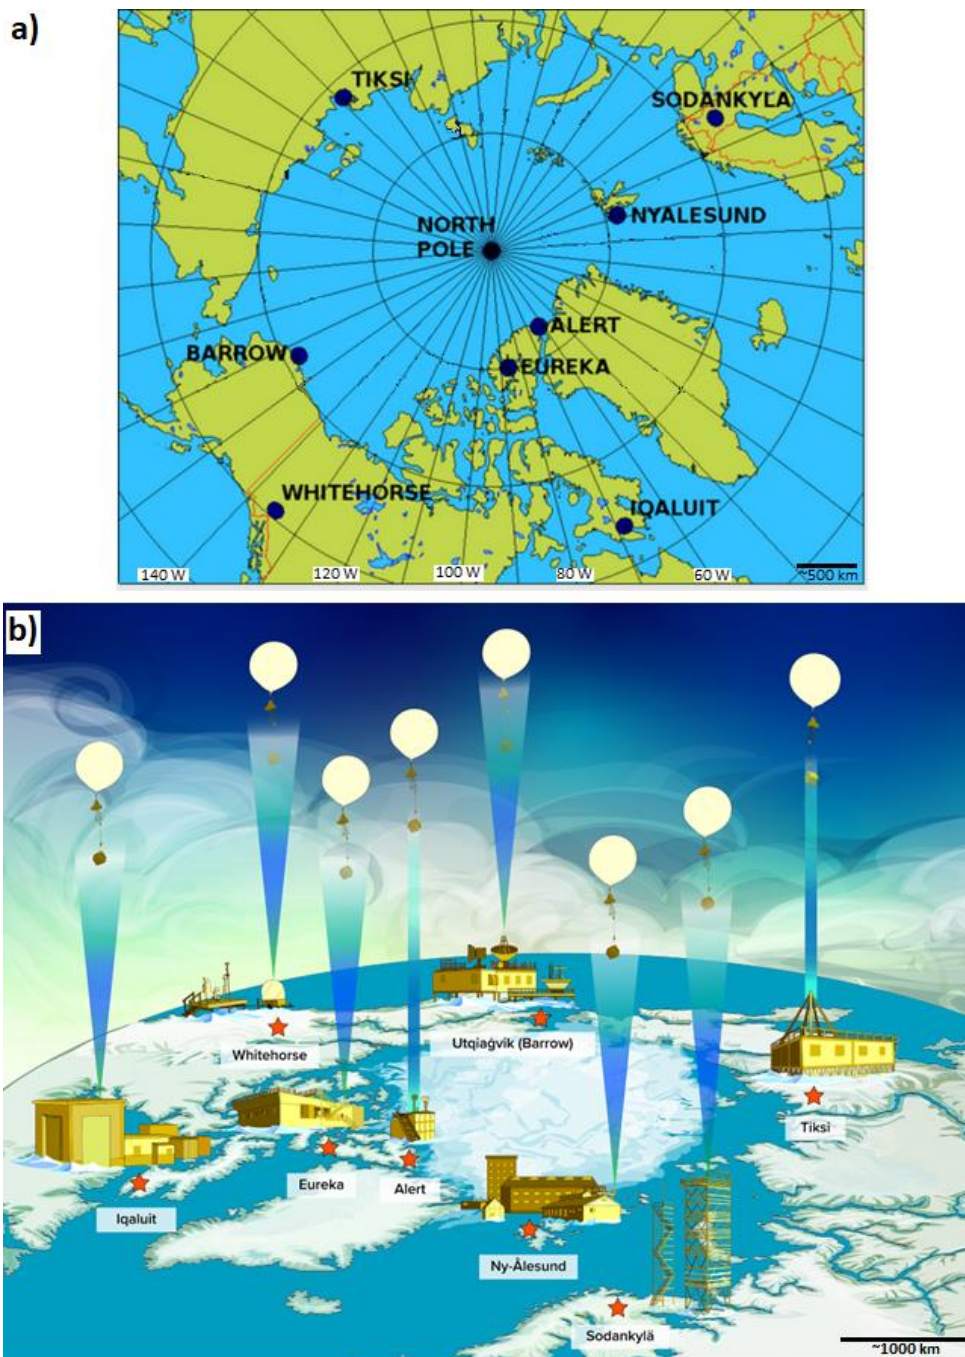 a)
TIKSI
SODANKYLA
NYALESUND
NORTH
POLE
ALERT
BARROW
EUREKA
WHITEHORSE
IQALUIT
140 W
120 W
100 W
80 W
60 W
~500 km
b)
Whitehorse
Utqiaġvik (Barrow)
Tiksi
Eureka
Alert
Iqaluit
Ny-Ålesund
Sodankylä
~1000 km